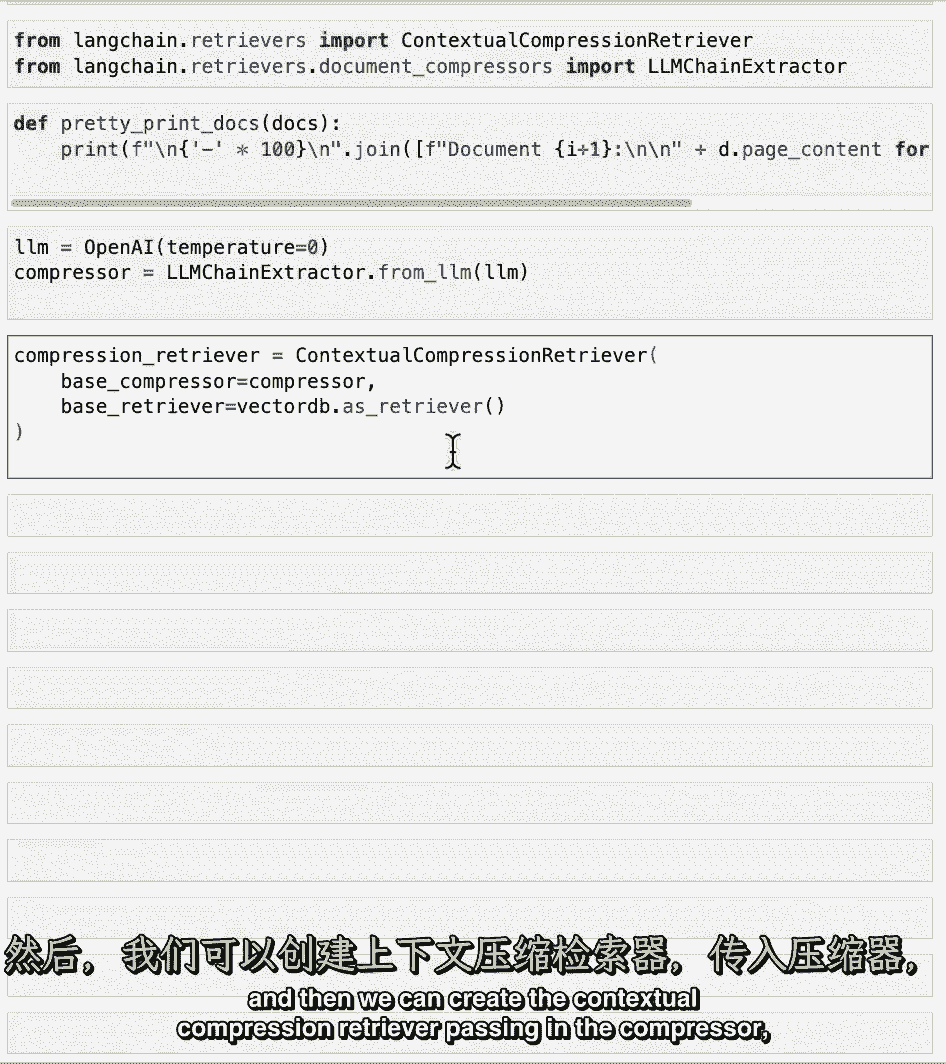 from langchain.retrievers import ContextualCompressionRetriever
from langchain.retrievers.document_compressors import LLMChainExtractor
def pretty_print_docs(docs):
    print(f"\n{'-' * 100}\n".join([f"Document {i+1}:\n\n" + d.page_content for
llm = OpenAI(temperature=0)
compressor = LLMChainExtractor.from_llm(llm)
compression_retriever = ContextualCompressionRetriever(
    base_compressor=compressor,
    base_retriever=vectordb.as_retriever()
)
然后，我们可以创建上下文压缩检索器，传入压缩器，
and then we can create the contextual
compression retriever passing in the compressor,